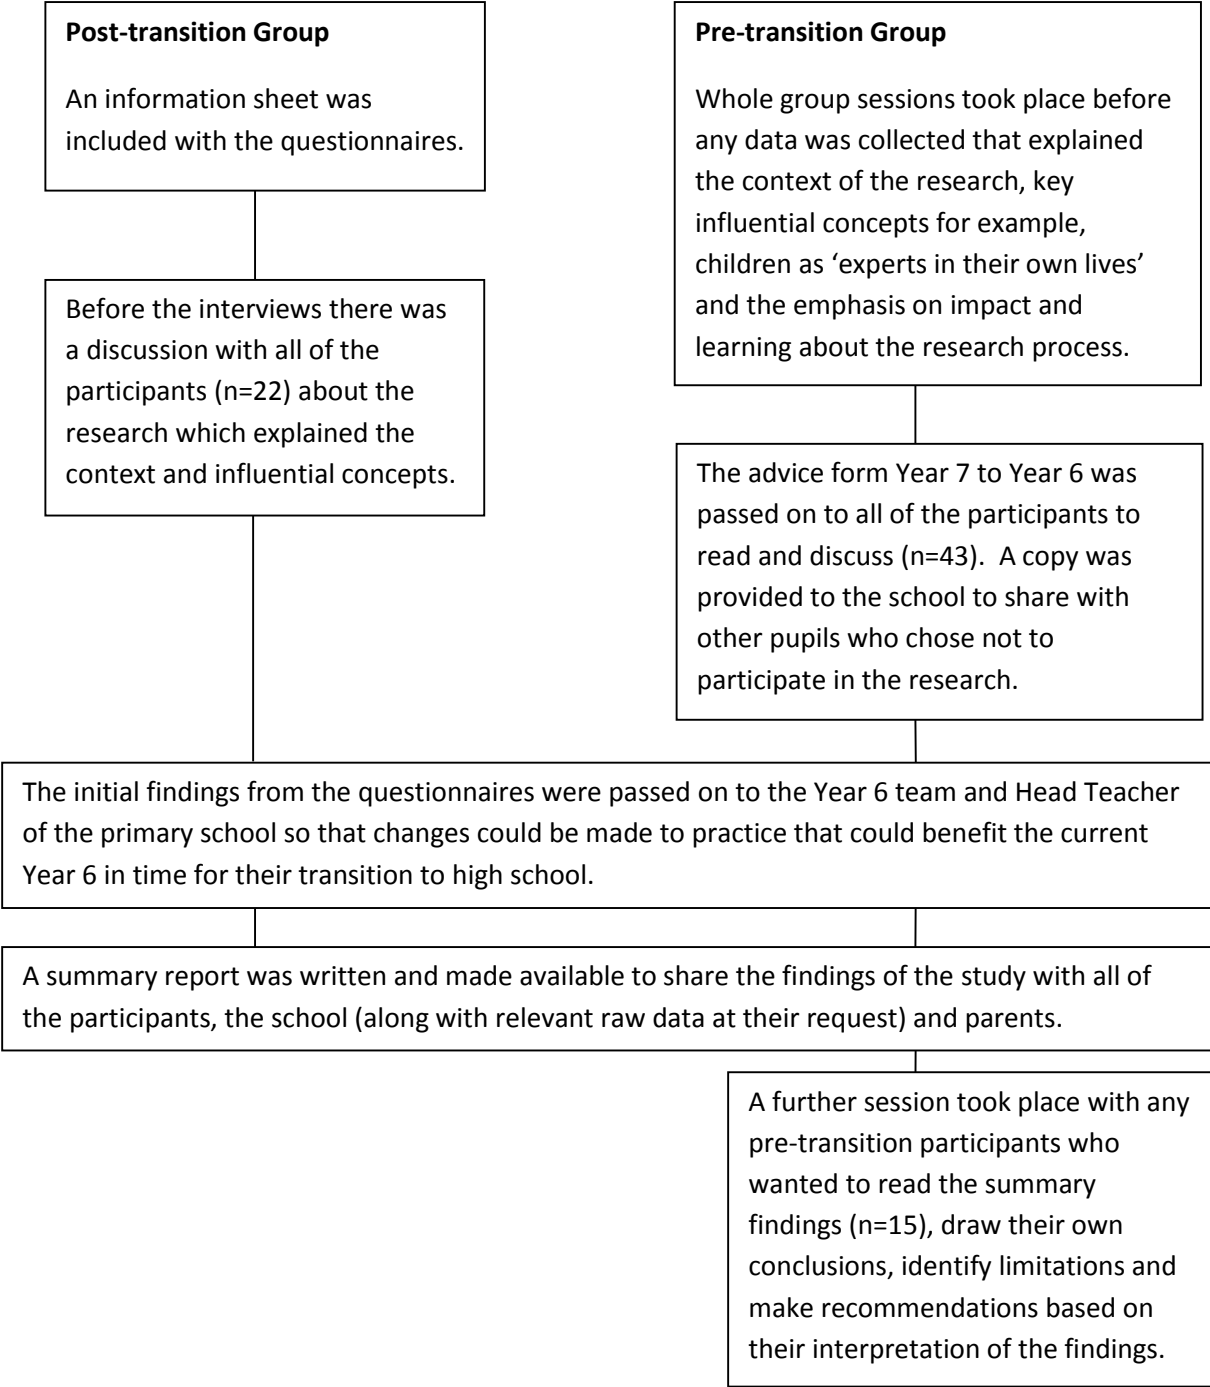 Post-transition Group
An information sheet was
included with the questionnaires.
Before the interviews there was
a discussion with all of the
participants (n=22) about the
research which explained the
context and influential concepts.
Pre-transition Group
Whole group sessions took place before
any data was collected that explained
the context of the research, key
influential concepts for example,
children as ‘experts in their own lives’
and the emphasis on impact and
learning about the research process.
The advice form Year 7 to Year 6 was
passed on to all of the participants to
read and discuss (n=43).  A copy was
provided to the school to share with
other pupils who chose not to
participate in the research.
The initial findings from the questionnaires were passed on to the Year 6 team and Head Teacher
of the primary school so that changes could be made to practice that could benefit the current
Year 6 in time for their transition to high school.
A summary report was written and made available to share the findings of the study with all of
the participants, the school (along with relevant raw data at their request) and parents.
A further session took place with any
pre-transition participants who
wanted to read the summary
findings (n=15), draw their own
conclusions, identify limitations and
make recommendations based on
their interpretation of the findings.